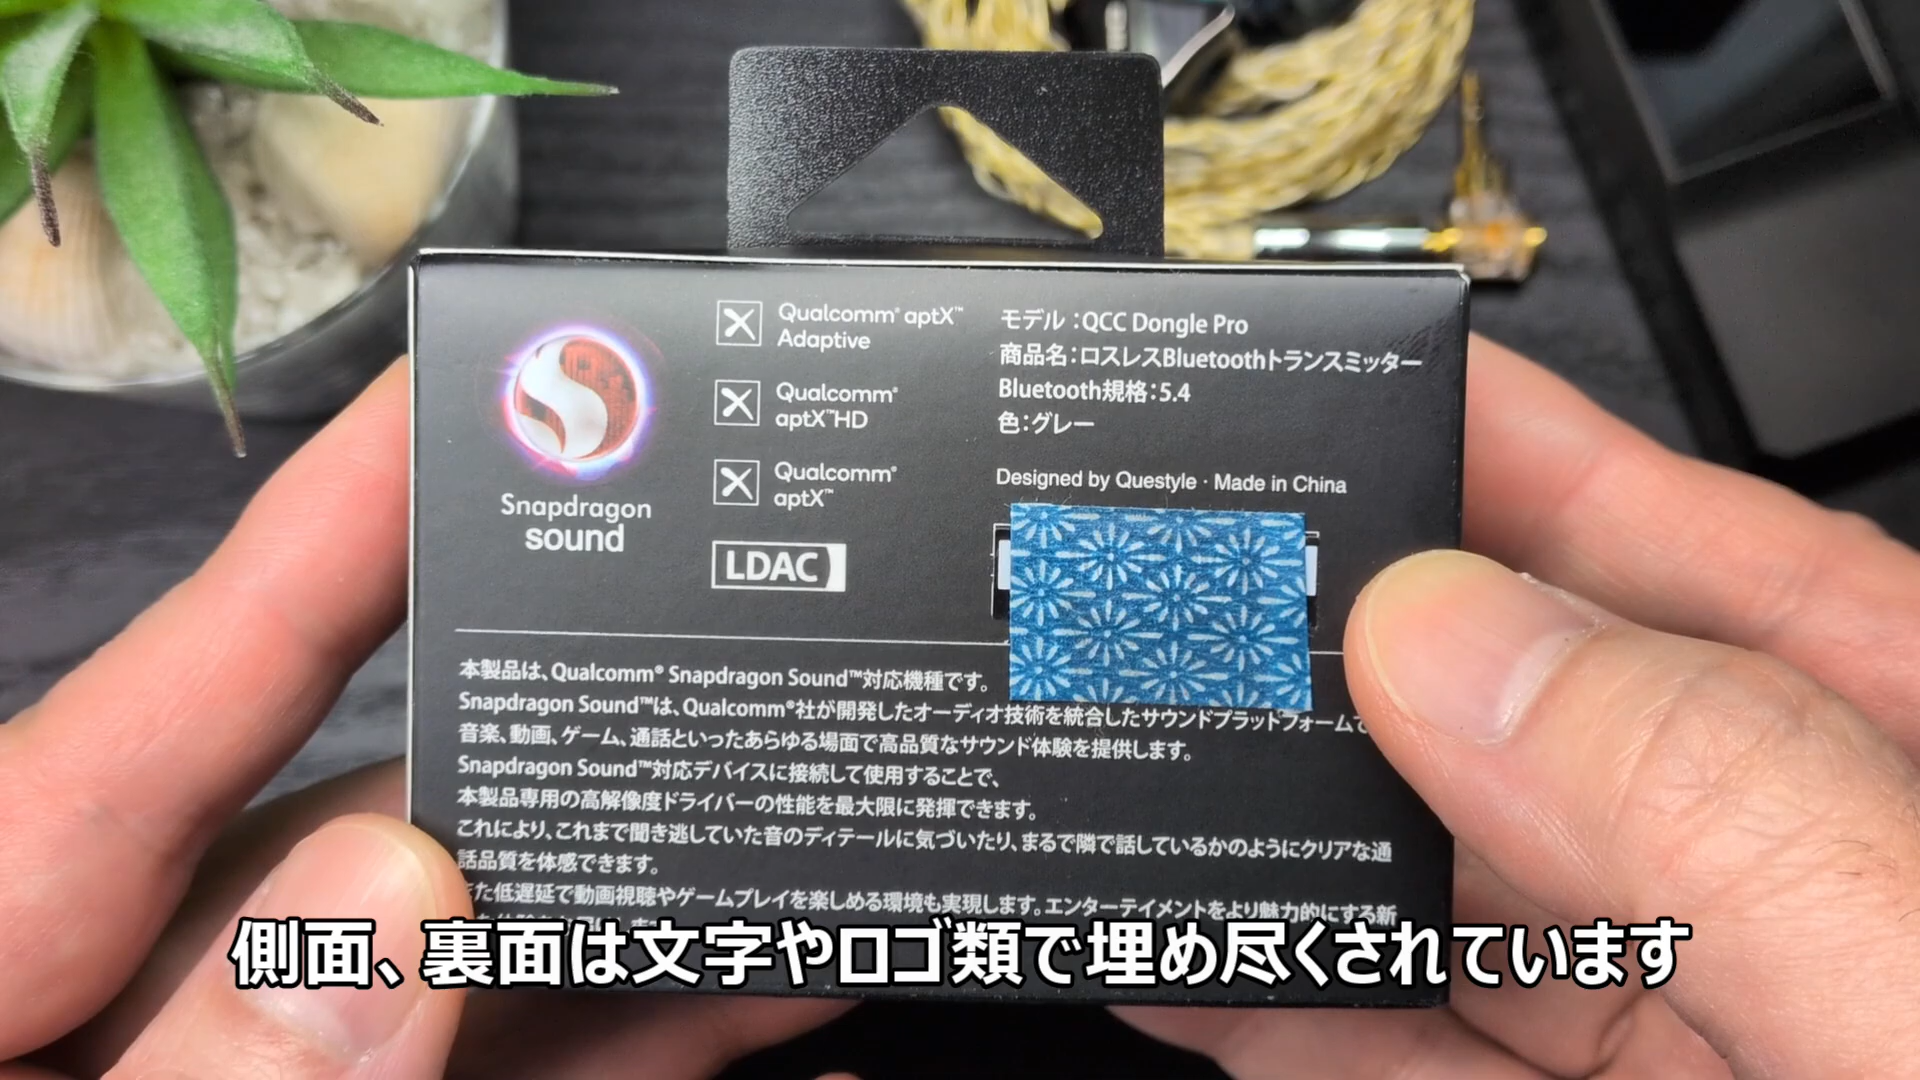 Snapdragon
sound
Qualcomm® aptX™
Adaptive
Qualcomm®
aptX™ HD
Qualcomm®
aptX™
LDAC
モデル：QCC Dongle Pro
商品名：ロスレスBluetoothトランスミッター
Bluetooth規格：5.4
色：グレー
Designed by Questyle · Made in China
本製品は、Qualcomm® Snapdragon Sound™対応機種です。
Snapdragon Sound™は、Qualcomm®社が開発したオーディオ技術を統合したサウンドプラットフォームで
音楽、動画、ゲーム、通話といったあらゆる場面で高品質なサウンド体験を提供します。
Snapdragon Sound™対応デバイスに接続して使用することで、
本製品専用の高解像度ドライバーの性能を最大限に発揮できます。
これにより、これまで聞き逃していた音のディテールに気づいたり、まるで隣で話しているかのようにクリアな通
話品質を体感できます。
た低遅延で動画視聴やゲームプレイを楽しめる環境も実現します。エンターテイメントをより魅力的にする新
側面、裏面は文字やロゴ類で埋め尽くされています